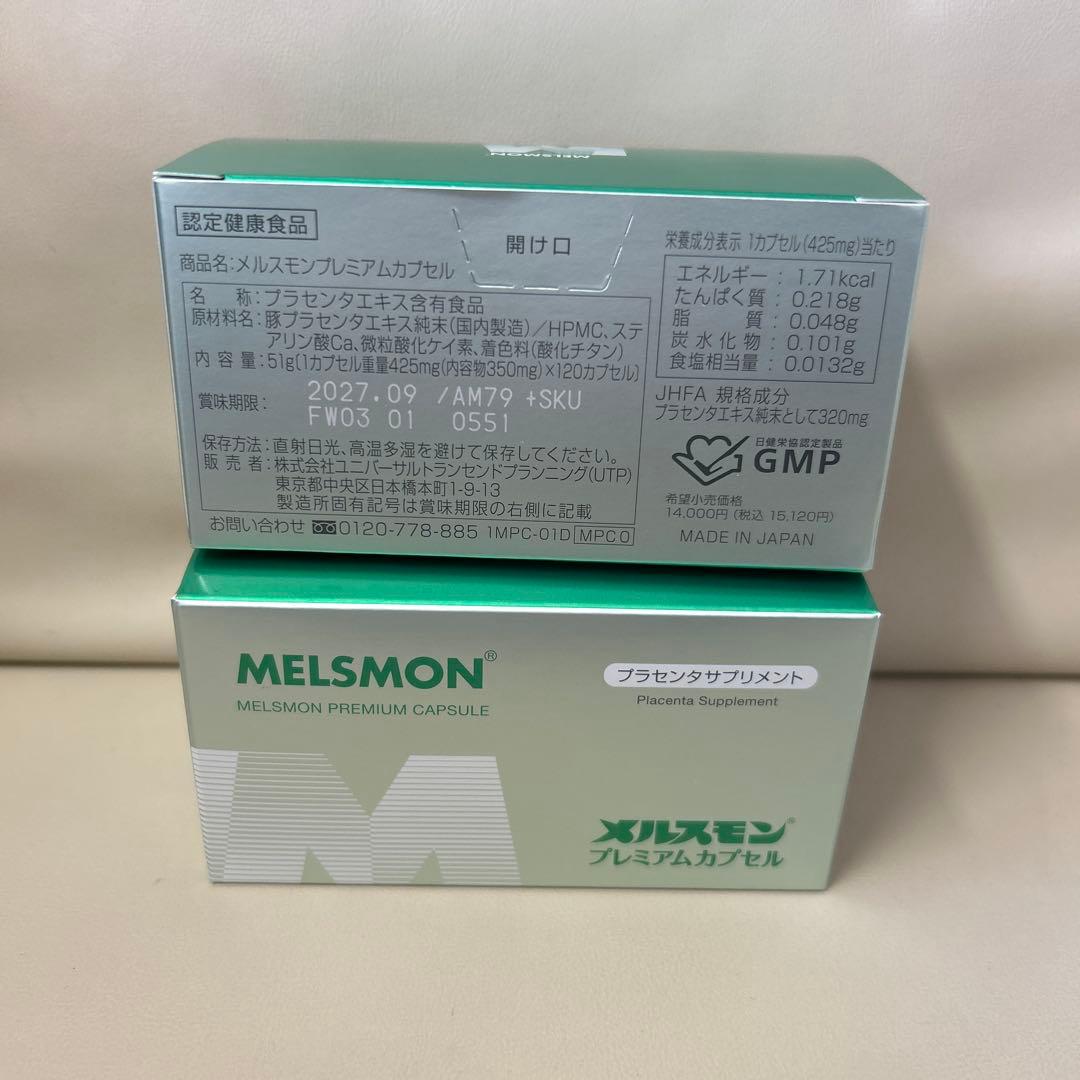 MELSMON
認定健康食品
開け口
商品名:メルスモンプレミアムカプセル
名　　称:プラセンタエキス含有食品
原材料名:豚プラセンタエキス純末(国内製造)/HPMC、ステ
アリン酸Ca、微粒酸化ケイ素、着色料(酸化チタン)
内 容 量:51g[1カプセル重量425mg(内容物350mg)×120カプセル]
賞味期限:
2027.09 /AM79 +SKU
FW03 01 0551
保存方法:直射日光、高温多湿を避けて保存してください。
販 売 者:株式会社ユニバーサルトランセンドプランニング(UTP)
東京都中央区日本橋本町1-9-13
製造所固有記号は賞味期限の右側に記載
お問い合わせ 0120-778-885 1MPC-01D MPC 0
栄養成分表示 1カプセル(425mg)当たり
エネルギー : 1.71kcal
たんぱく質 : 0.218g
脂　　　質 : 0.048g
炭水化物 : 0.101g
食塩相当量 : 0.0132g
JHFA 規格成分
プラセンタエキス純末として320mg
日健栄協認定製品
GMP
希望小売価格
14,000円(税込 15,120円)
MADE IN JAPAN
MELSMON®
MELSMON PREMIUM CAPSULE
プラセンタサプリメント
Placenta Supplement
M
メルスモン®
プレミアムカプセル